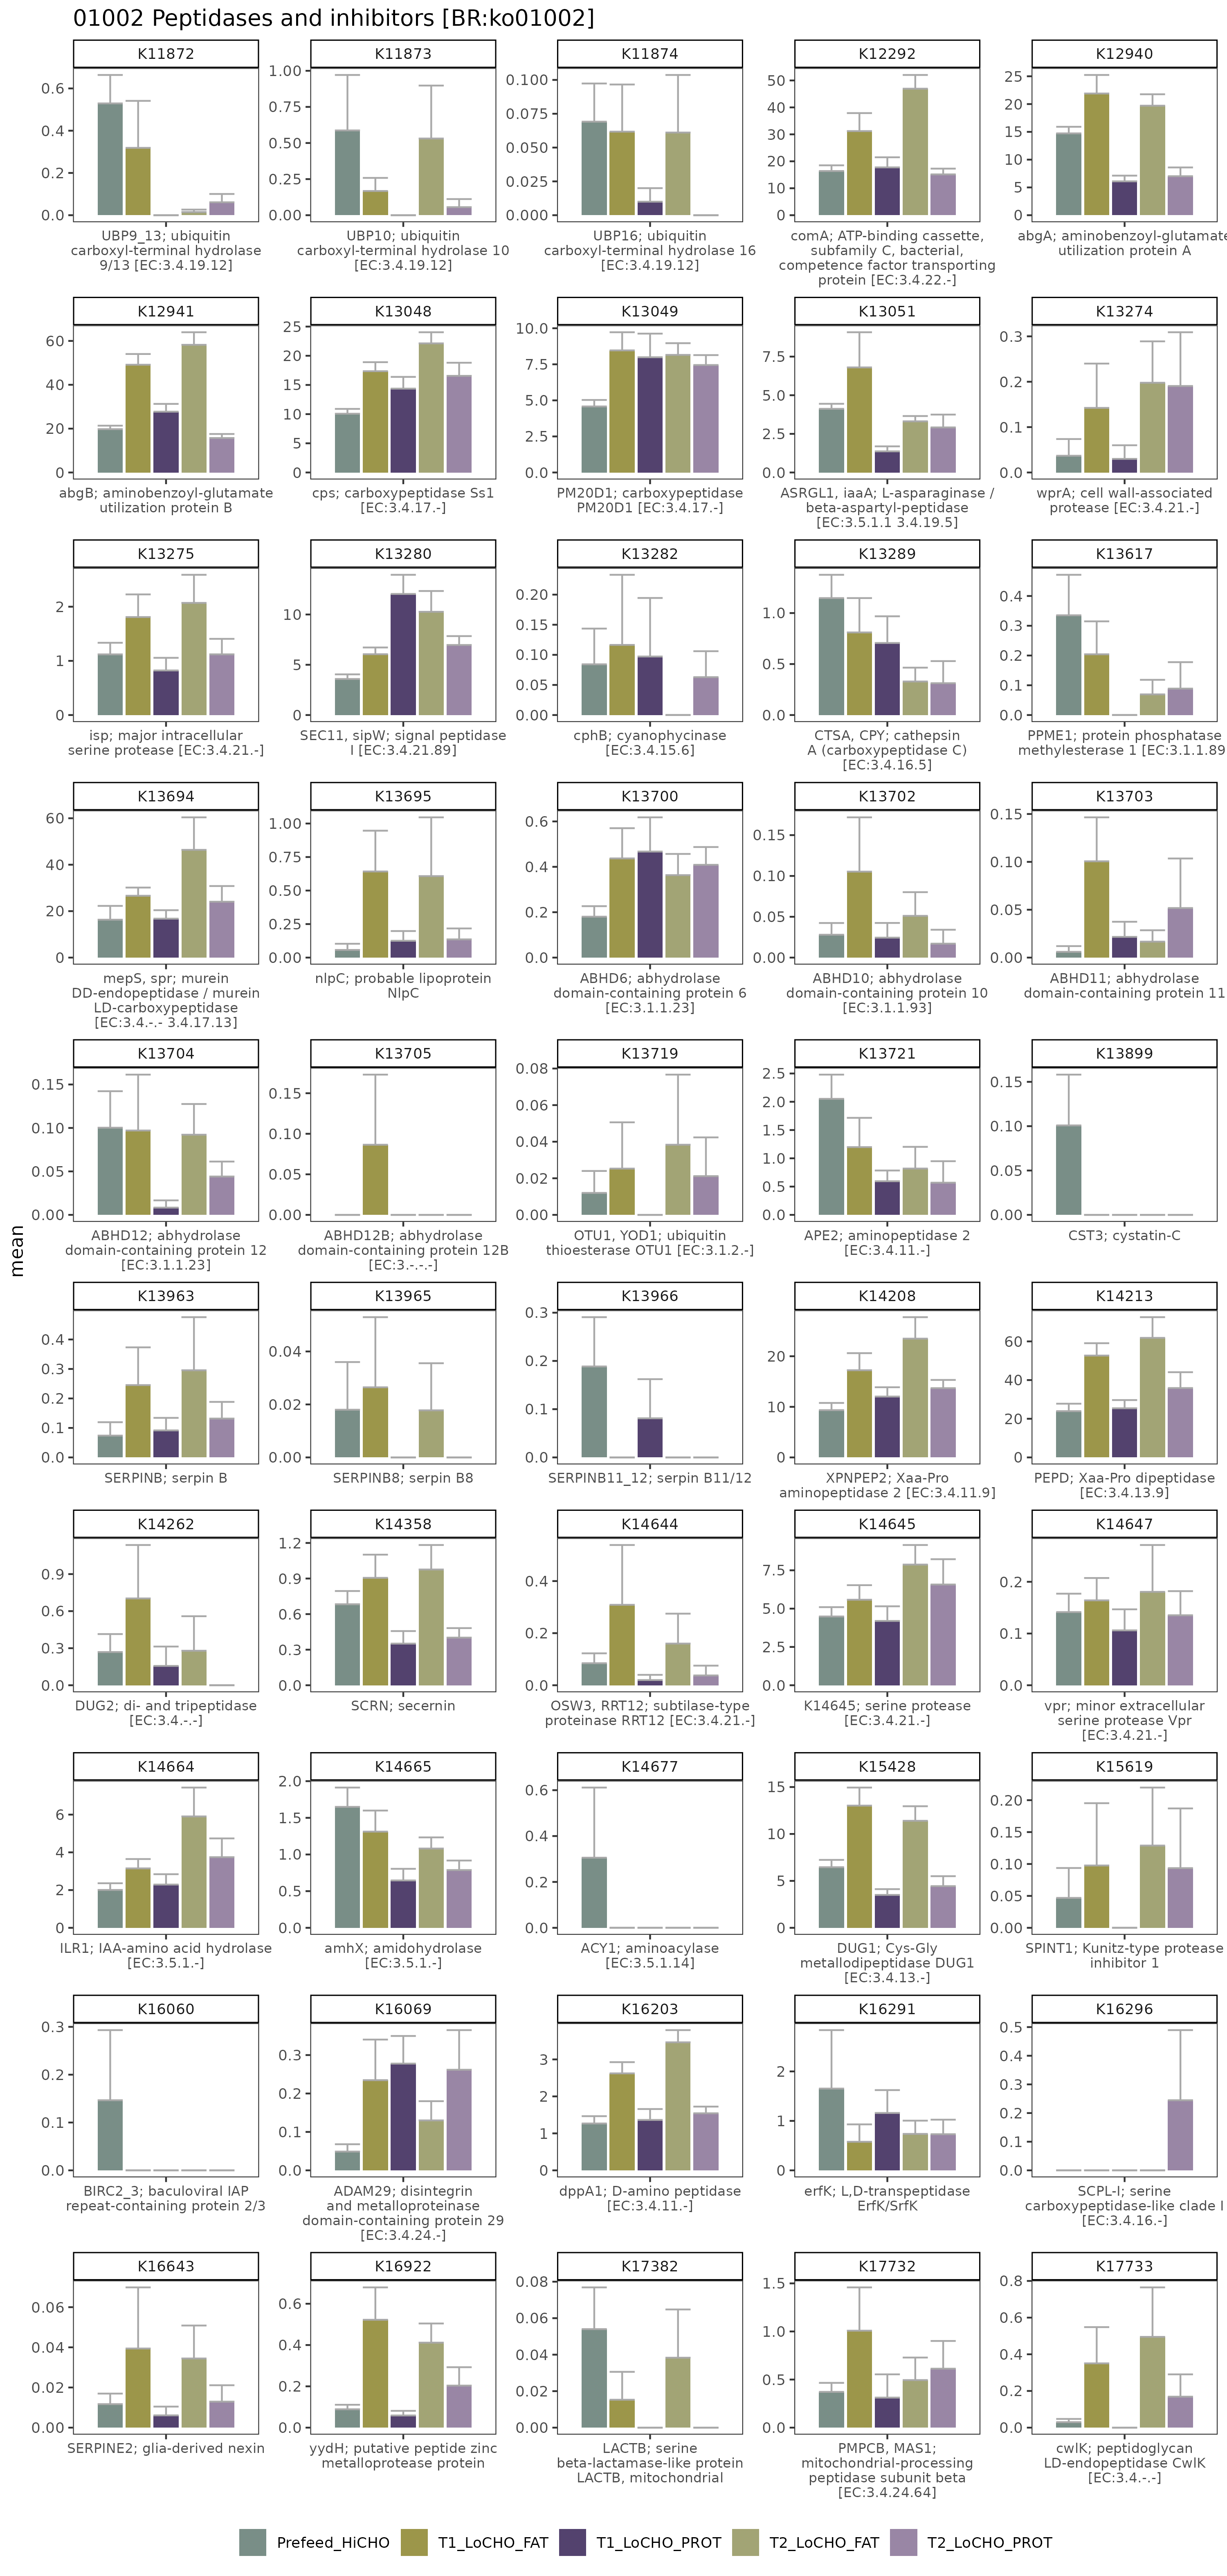 01002 Peptidases and inhibitors [BR:ko01002]
mean
K11872
0.6
0.4
0.2
0.0
UBP9_13; ubiquitin
carboxyl-terminal hydrolase
9/13 [EC:3.4.19.12]
K11873
1.00
0.75
0.50
0.25
0.00
UBP10; ubiquitin
carboxyl-terminal hydrolase 10
[EC:3.4.19.12]
K11874
0.100
0.075
0.050
0.025
0.000
UBP16; ubiquitin
carboxyl-terminal hydrolase 16
[EC:3.4.19.12]
K12292
50
40
30
20
10
0
comA; ATP-binding cassette,
subfamily C, bacterial,
competence factor transporting
protein [EC:3.4.22.-]
K12940
25
20
15
10
5
0
abgA; aminobenzoyl-glutamate
utilization protein A
K12941
60
40
20
0
abgB; aminobenzoyl-glutamate
utilization protein B
K13048
25
20
15
10
5
0
cps; carboxypeptidase Ss1
[EC:3.4.17.-]
K13049
10.0
7.5
5.0
2.5
0.0
PM20D1; carboxypeptidase
PM20D1 [EC:3.4.17.-]
K13051
7.5
5.0
2.5
0.0
ASRGL1, iaaA; L-asparaginase /
beta-aspartyl-peptidase
[EC:3.5.1.1 3.4.19.5]
K13274
0.3
0.2
0.1
0.0
wprA; cell wall-associated
protease [EC:3.4.21.-]
K13275
2
1
0
isp; major intracellular
serine protease [EC:3.4.21.-]
K13280
10
5
0
SEC11, sipW; signal peptidase
I [EC:3.4.21.89]
K13282
0.20
0.15
0.10
0.05
0.00
cphB; cyanophycinase
[EC:3.4.15.6]
K13289
1.0
0.5
0.0
CTSA, CPY; cathepsin
A (carboxypeptidase C)
[EC:3.4.16.5]
K13617
0.4
0.3
0.2
0.1
0.0
PPME1; protein phosphatase
methylesterase 1 [EC:3.1.1.89
K13694
60
40
20
0
mepS, spr; murein
DD-endopeptidase / murein
LD-carboxypeptidase
[EC:3.4.-.- 3.4.17.13]
K13695
1.00
0.75
0.50
0.25
0.00
nlpC; probable lipoprotein
NlpC
K13700
0.6
0.4
0.2
0.0
ABHD6; abhydrolase
domain-containing protein 6
[EC:3.1.1.23]
K13702
0.15
0.10
0.05
0.00
ABHD10; abhydrolase
domain-containing protein 10
[EC:3.1.1.93]
K13703
0.15
0.10
0.05
0.00
ABHD11; abhydrolase
domain-containing protein 11
K13704
0.15
0.10
0.05
0.00
ABHD12; abhydrolase
domain-containing protein 12
[EC:3.1.1.23]
K13705
0.15
0.10
0.05
0.00
ABHD12B; abhydrolase
domain-containing protein 12B
[EC:3.-.-.-]
K13719
0.08
0.06
0.04
0.02
0.00
OTU1, YOD1; ubiquitin
thioesterase OTU1 [EC:3.1.2.-]
K13721
2.5
2.0
1.5
1.0
0.5
0.0
APE2; aminopeptidase 2
[EC:3.4.11.-]
K13899
0.15
0.10
0.05
0.00
CST3; cystatin-C
K13963
0.4
0.3
0.2
0.1
0.0
SERPINB; serpin B
K13965
0.04
0.02
0.00
SERPINB8; serpin B8
K13966
0.3
0.2
0.1
0.0
SERPINB11_12; serpin B11/12
K14208
20
10
0
XPNPEP2; Xaa-Pro
aminopeptidase 2 [EC:3.4.11.9]
K14213
60
40
20
0
PEPD; Xaa-Pro dipeptidase
[EC:3.4.13.9]
K14262
0.9
0.6
0.3
0.0
DUG2; di- and tripeptidase
[EC:3.4.-.-]
K14358
1.2
0.9
0.6
0.3
0.0
SCRN; secernin
K14644
0.4
0.2
0.0
OSW3, RRT12; subtilase-type
proteinase RRT12 [EC:3.4.21.-]
K14645
7.5
5.0
2.5
0.0
K14645; serine protease
[EC:3.4.21.-]
K14647
0.2
0.1
0.0
vpr; minor extracellular
serine protease Vpr
[EC:3.4.21.-]
K14664
6
4
2
0
ILR1; IAA-amino acid hydrolase
[EC:3.5.1.-]
K14665
2.0
1.5
1.0
0.5
0.0
amhX; amidohydrolase
[EC:3.5.1.-]
K14677
0.6
0.4
0.2
0.0
ACY1; aminoacylase
[EC:3.5.1.14]
K15428
15
10
5
0
DUG1; Cys-Gly
metallodipeptidase DUG1
[EC:3.4.13.-]
K15619
0.20
0.15
0.10
0.05
0.00
SPINT1; Kunitz-type protease
inhibitor 1
K16060
0.3
0.2
0.1
0.0
BIRC2_3; baculoviral IAP
repeat-containing protein 2/3
K16069
0.3
0.2
0.1
0.0
ADAM29; disintegrin
and metalloproteinase
domain-containing protein 29
[EC:3.4.24.-]
K16203
3
2
1
0
dppA1; D-amino peptidase
[EC:3.4.11.-]
K16291
2
1
0
erfK; L,D-transpeptidase
ErfK/SrfK
K16296
0.5
0.4
0.3
0.2
0.1
0.0
SCPL-I; serine
carboxypeptidase-like clade I
[EC:3.4.16.-]
K16643
0.06
0.04
0.02
0.00
SERPINE2; glia-derived nexin
K16922
0.6
0.4
0.2
0.0
yydH; putative peptide zinc
metalloprotease protein
K17382
0.08
0.06
0.04
0.02
0.00
LACTB; serine
beta-lactamase-like protein
LACTB, mitochondrial
K17732
1.5
1.0
0.5
0.0
PMPCB, MAS1;
mitochondrial-processing
peptidase subunit beta
[EC:3.4.24.64]
K17733
0.8
0.6
0.4
0.2
0.0
cwlK; peptidoglycan
LD-endopeptidase CwlK
[EC:3.4.-.-]
Prefeed_HiCHO T1_LoCHO_FAT T1_LoCHO_PROT T2_LoCHO_FAT T2_LoCHO_PROT